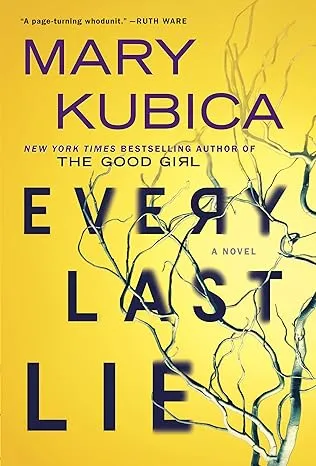 "A page-turning whodunit."—RUTH WARE
MARY
KUBICA
NEW YORK TIMES BESTSELLING AUTHOR OF
THE GOOD GIRL
EVEЯY
A NOVEL
LAST
LIE